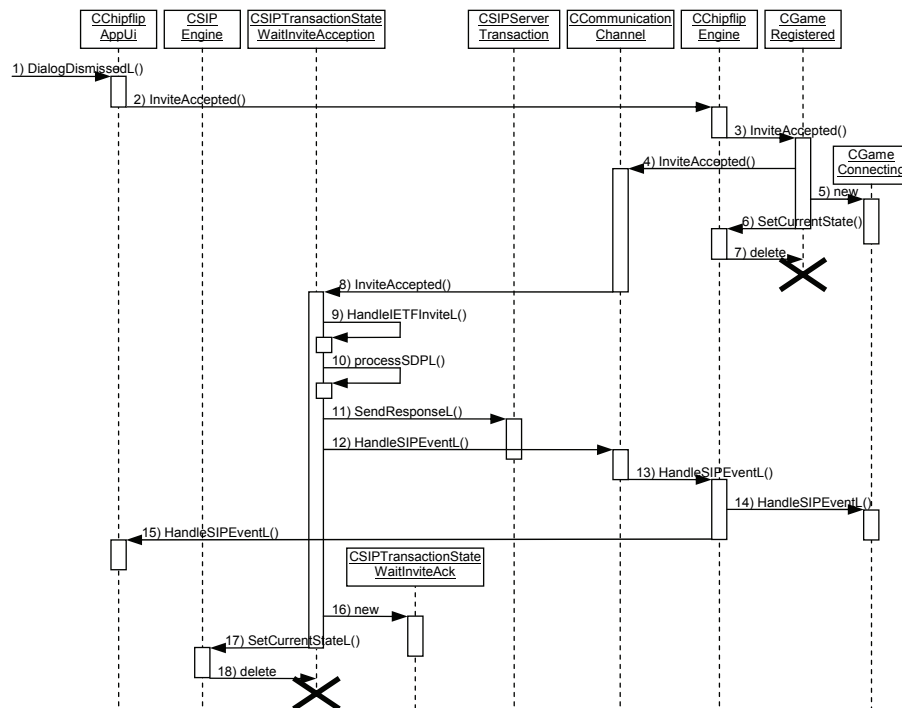 CChipflip
AppUi
CSIP
Engine
CSIPTransactionState
WaitInviteAcception
CSIPServer
Transaction
CCommunication
Channel
CChipflip
Engine
CGame
Registered
1) DialogDismissedL()
2) InviteAccepted()
3) InviteAccepted()
4) InviteAccepted()
CGame
Connecting
5) new
6) SetCurrentState()
7) delete
8) InviteAccepted()
9) HandleIETFInviteL()
10) processSDPL()
11) SendResponseL()
12) HandleSIPEventL()
13) HandleSIPEventL()
14) HandleSIPEventL()
15) HandleSIPEventL()
CSIPTransactionState
WaitInviteAck
16) new
17) SetCurrentStateL()
18) delete